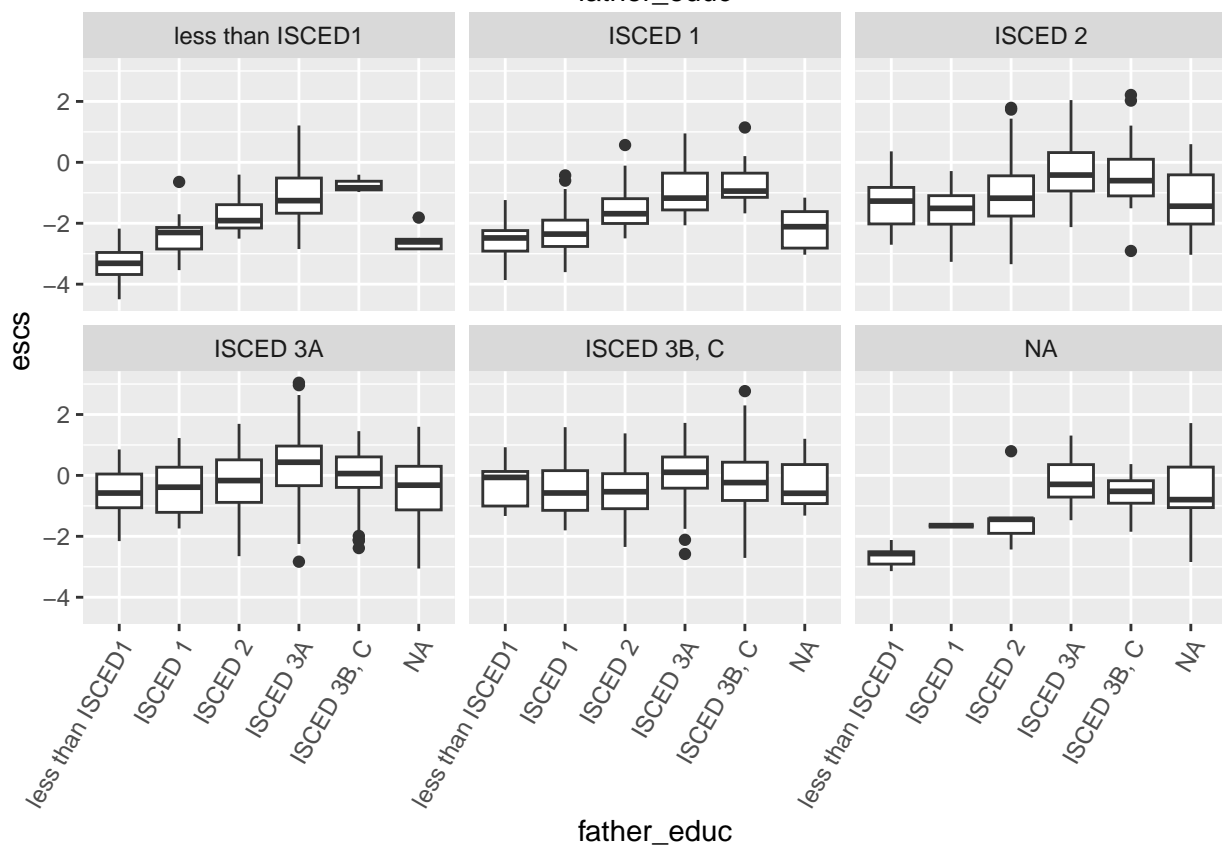 father_educ
less than ISCED1 ISCED 1 ISCED 2
2
0
−2
−4
escs
ISCED 3A ISCED 3B, C NA
2
0
−2
−4
less than ISCED1 ISCED 1 ISCED 2 ISCED 3A ISCED 3B, C NA less than ISCED1 ISCED 1 ISCED 2 ISCED 3A ISCED 3B, C NA less than ISCED1 ISCED 1 ISCED 2 ISCED 3A ISCED 3B, C NA
father_educ